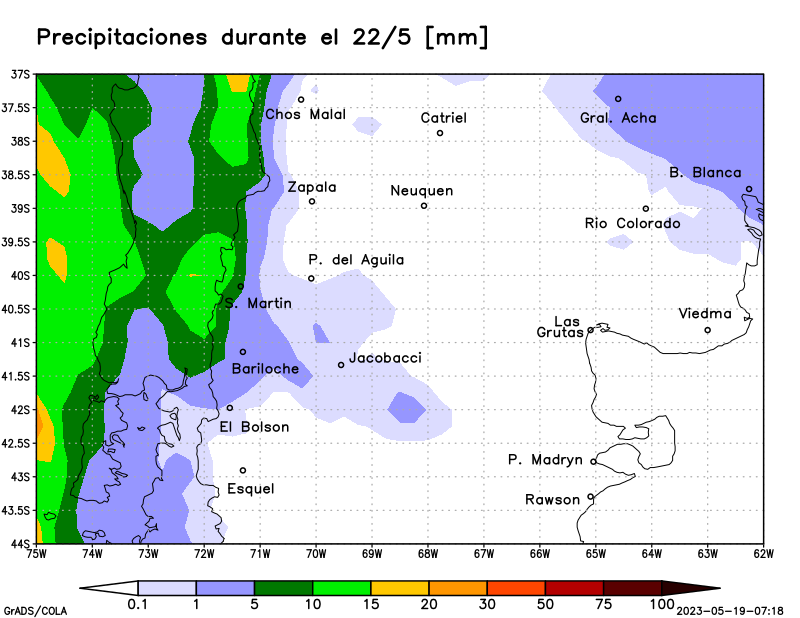 Precipitaciones durante el 22/5 [mm]
37S
37.5S
38S
38.5S
39S
39.5S
40S
40.5S
41S
41.5S
42S
42.5S
43S
43.5S
44S
Chos Malal
Catriel
Gral. Acha
B. Blanca
Zapala
Neuquen
Rio Colorado
P. del Aguila
S. Martin
Viedma
Las
Grutas
Jacobacci
Bariloche
El Bolson
P. Madryn
Esquel
Rawson
75W 74W 73W 72W 71W 70W 69W 68W 67W 66W 65W 64W 63W 62W
0.1 1 5 10 15 20 30 50 75 100
GrADS/COLA
2023-05-19-07:18